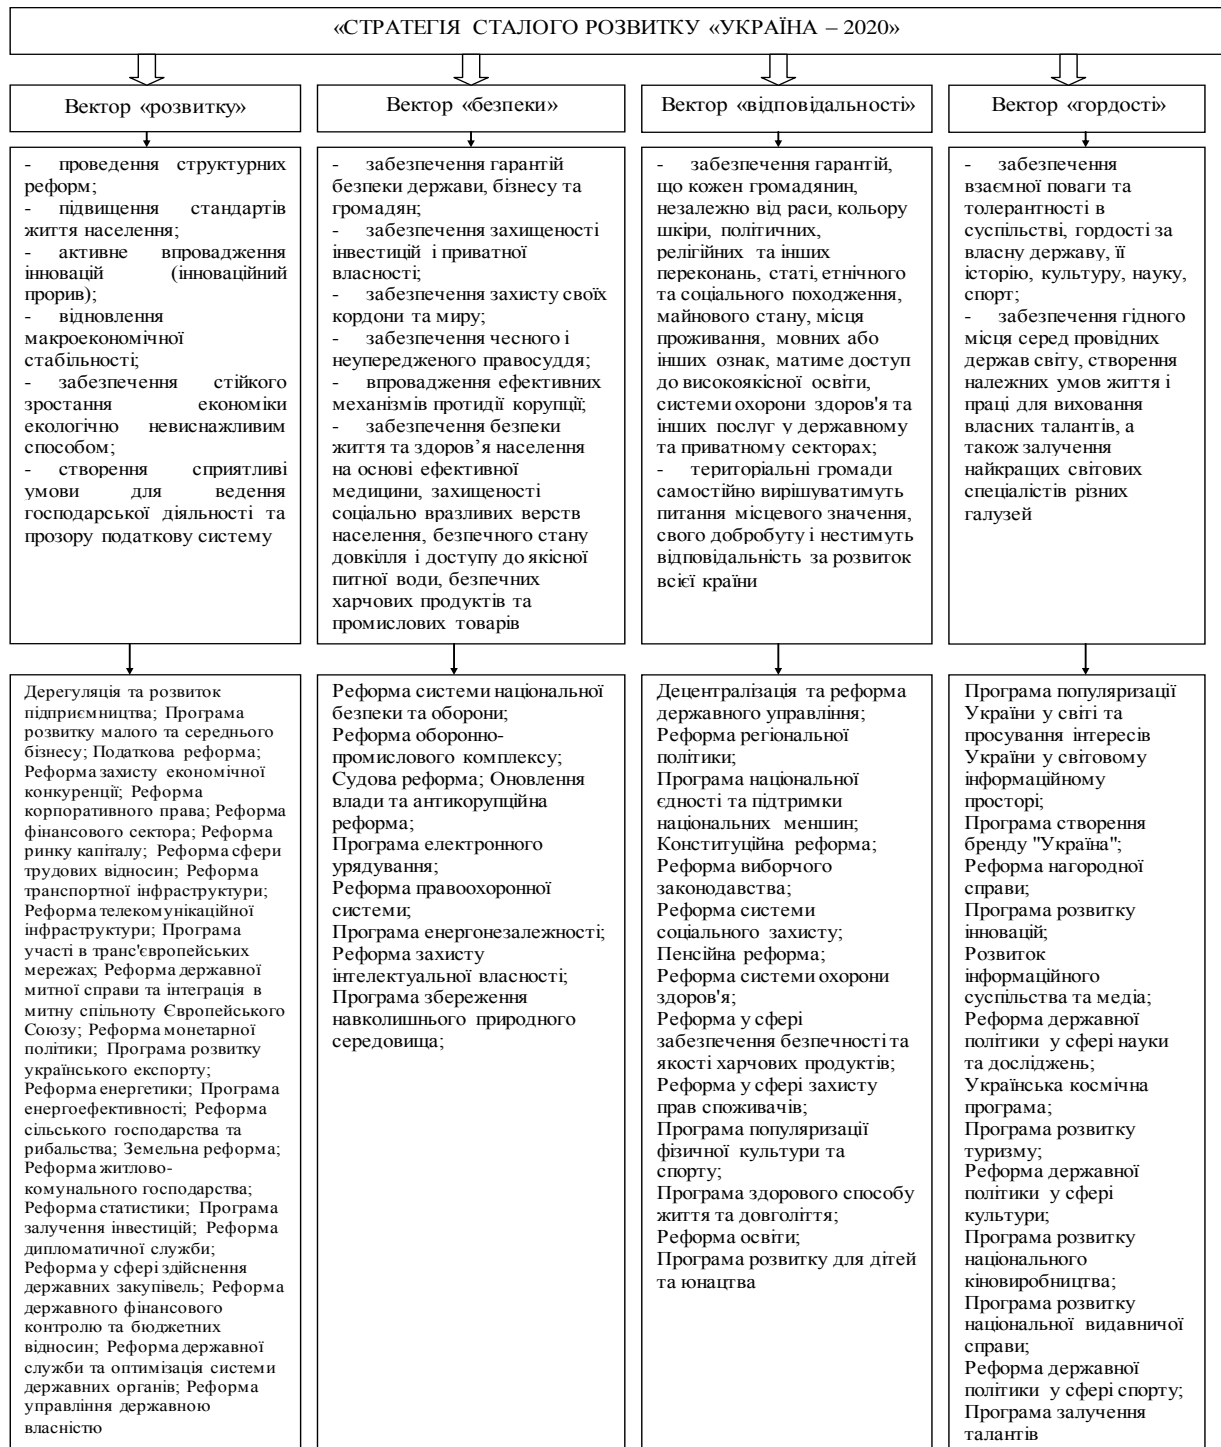 «СТРАТЕГІЯ СТАЛОГО РОЗВИТКУ «УКРАЇНА – 2020»
Вектор «розвитку»
Вектор «безпеки»
Вектор «відповідальності»
Вектор «гордості»
- проведення структурних
реформ;
- підвищення стандартів
життя населення;
- активне впровадження
інновацій (інноваційний
прорив);
- відновлення
макроекономічної
стабільності;
- забезпечення стійкого
зростання економіки
екологічно невиснажливим
способом;
- створення сприятливі
умови для ведення
господарської діяльності та
прозору податкову систему
- забезпечення гарантій
безпеки держави, бізнесу та
громадян;
- забезпечення захищеності
інвестицій і приватної
власності;
- забезпечення захисту своїх
кордони та миру;
- забезпечення чесного і
неупередженого правосуддя;
- впровадження ефективних
механізмів протидії корупції;
- забезпечення безпеки
життя та здоров’я населення
на основі ефективної
медицини, захищеності
соціально вразливих верств
населення, безпечного стану
довкілля і доступу до якісної
питної води, безпечних
харчових продуктів та
промислових товарів
- забезпечення гарантій,
що кожен громадянин,
незалежно від раси, кольору
шкіри, політичних,
релігійних та інших
переконань, статі, етнічного
та соціального походження,
майнового стану, місця
проживання, мовних або
інших ознак, матиме доступ
до високоякісної освіти,
системи охорони здоров'я та
інших послуг у державному
та приватному секторах;
- територіальні громади
самостійно вирішуватимуть
питання місцевого значення,
свого добробуту і нестимуть
відповідальність за розвиток
всієї країни
- забезпечення
взаємної поваги та
толерантності в
суспільстві, гордості за
власну державу, її
історію, культуру, науку,
спорт;
- забезпечення гідного
місця серед провідних
держав світу, створення
належних умов життя і
праці для виховання
власних талантів, а
також залучення
найкращих світових
спеціалістів різних
галузей
Дерегуляція та розвиток
підприємництва; Програма
розвитку малого та середнього
бізнесу; Податкова реформа;
Реформа захисту економічної
конкуренції; Реформа
корпоративного права; Реформа
фінансового сектора; Реформа
ринку капіталу; Реформа сфери
трудових відносин; Реформа
транспортної інфраструктури;
Реформа телекомунікаційної
інфраструктури; Програма
участі в транс'європейських
мережах; Реформа державної
митної справи та інтеграція в
митну спільноту Європейського
Союзу; Реформа монетарної
політики; Програма розвитку
українського експорту;
Реформа енергетики; Програма
енергоефективності; Реформа
сільського господарства та
рибальства; Земельна реформа;
Реформа житлово-
комунального господарства;
Реформа статистики; Програма
залучення інвестицій; Реформа
дипломатичної служби;
Реформа у сфері здійснення
державних закупівель; Реформа
державного фінансового
контролю та бюджетних
відносин; Реформа державної
служби та оптимізація системи
державних органів; Реформа
управління державною
власністю
Реформа системи національної
безпеки та оборони;
Реформа оборонно-
промислового комплексу;
Судова реформа; Оновлення
влади та антикорупційна
реформа;
Програма електронного
урядування;
Реформа правоохоронної
системи;
Програма енергонезалежності;
Реформа захисту
інтелектуальної власності;
Програма збереження
навколишнього природного
середовища;
Децентралізація та реформа
державного управління;
Реформа регіональної
політики;
Програма національної
єдності та підтримки
національних меншин;
Конституційна реформа;
Реформа виборчого
законодавства;
Реформа системи
соціального захисту;
Пенсійна реформа;
Реформа системи охорони
здоров'я;
Реформа у сфері
забезпечення безпечності та
якості харчових продуктів;
Реформа у сфері захисту
прав споживачів;
Програма популяризації
фізичної культури та
спорту;
Програма здорового способу
життя та довголіття;
Реформа освіти;
Програма розвитку для дітей
та юнацтва
Програма популяризації
України у світі та
просування інтересів
України у світовому
інформаційному
просторі;
Програма створення
бренду "Україна";
Реформа нагородної
справи;
Програма розвитку
інновацій;
Розвиток
інформаційного
суспільства та медіа;
Реформа державної
політики у сфері науки
та досліджень;
Українська космічна
програма;
Програма розвитку
туризму;
Реформа державної
політики у сфері
культури;
Програма розвитку
національного
кіновиробництва;
Програма розвитку
національної видавничої
справи;
Реформа державної
політики у сфері спорту;
Програма залучення
талантів